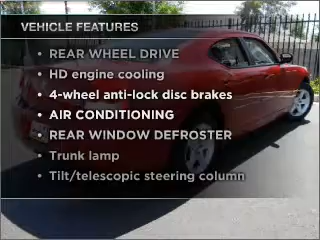 VEHICLE FEATURES
• REAR WHEEL DRIVE
• HD engine cooling
• 4-wheel anti-lock disc brakes
• AIR CONDITIONING
• REAR WINDOW DEFROSTER
• Trunk lamp
• Tilt/telescopic steering column